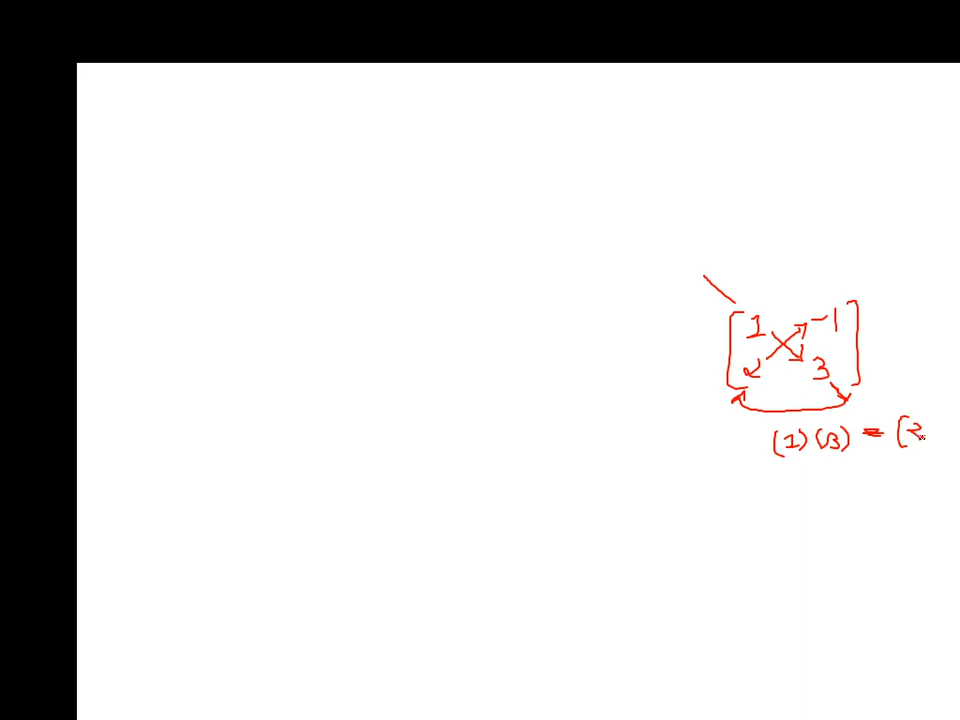 [1 -1]
[2 3]
(1)(3) = (2